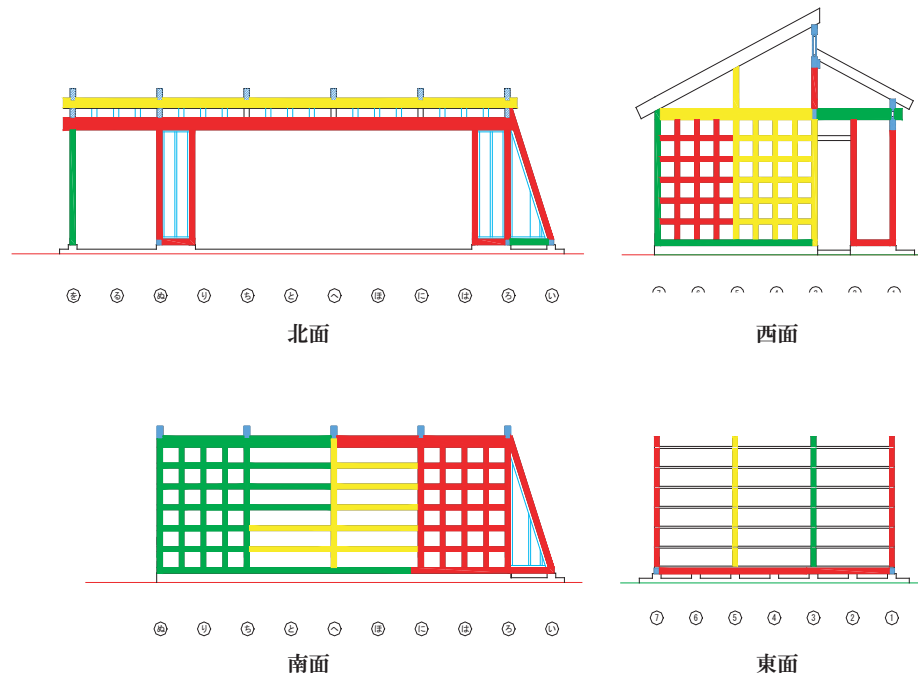 を る ぬ り ち と へ ほ に は ろ い
北面
西面
ぬ り ち と へ ほ に は ろ い
南面
7 6 5 4 3 2 1
東面